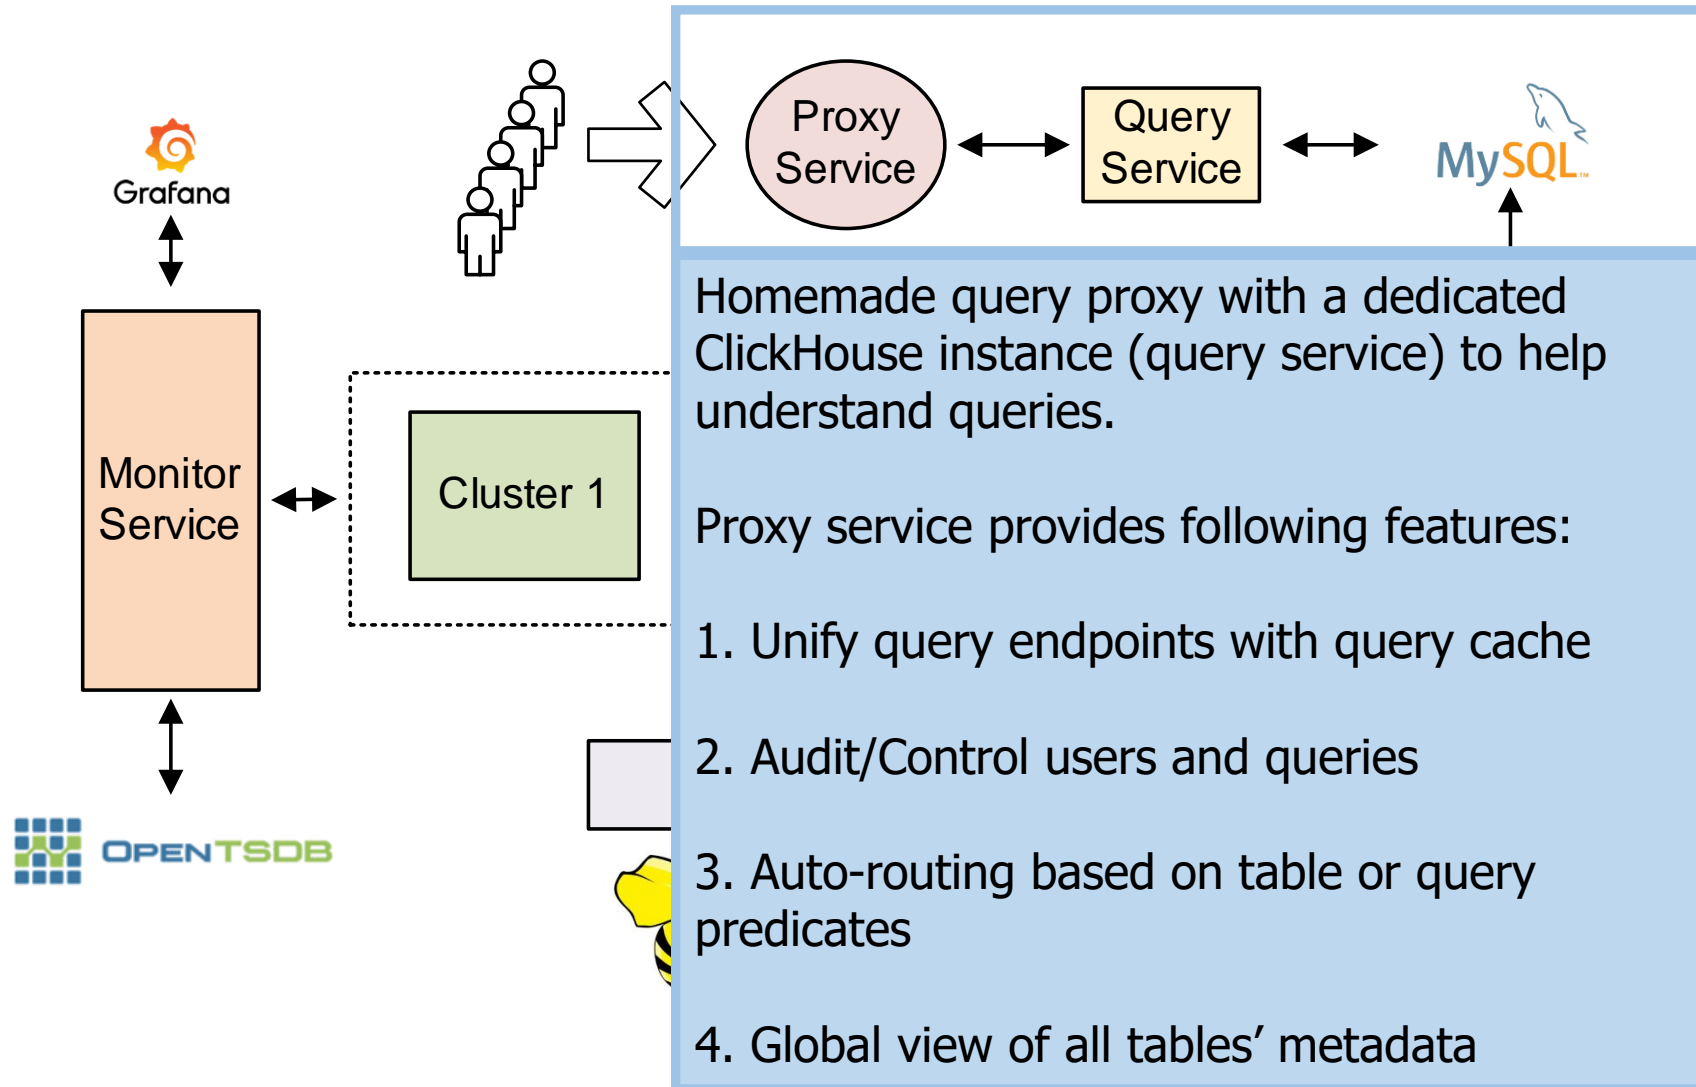 Proxy
Service
Query
Service
MySQL™
Grafana
Homemade query proxy with a dedicated
ClickHouse instance (query service) to help
understand queries.
Monitor
Service
Cluster 1
Proxy service provides following features:
1. Unify query endpoints with query cache
2. Audit/Control users and queries
OPENTSDB
3. Auto-routing based on table or query
predicates
4. Global view of all tables’ metadata